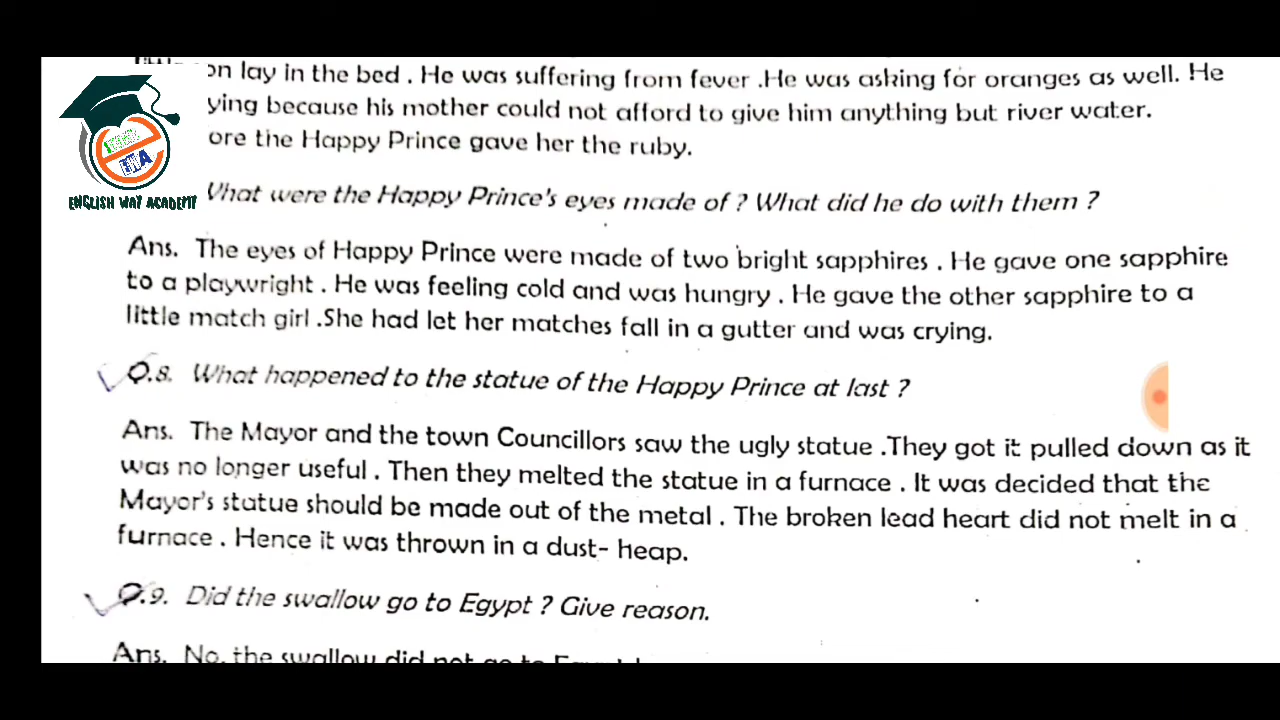 on lay in the bed . He was suffering from fever .He was asking for oranges as well. He
ying because his mother could not afford to give him anything but river water.
ore the Happy Prince gave her the ruby.
ENGLISH WAY ACADEMY
What were the Happy Prince's eyes made of ? What did he do with them ?
Ans. The eyes of Happy Prince were made of two bright sapphires . He gave one sapphire
to a playwright . He was feeling cold and was hungry . He gave the other sapphire to a
little match girl .She had let her matches fall in a gutter and was crying.
Q.8. What happened to the statue of the Happy Prince at last ?
Ans. The Mayor and the town Councillors saw the ugly statue .They got it pulled down as it
was no longer useful . Then they melted the statue in a furnace . It was decided that the
Mayor's statue should be made out of the metal . The broken lead heart did not melt in a
furnace . Hence it was thrown in a dust- heap.
Q.9. Did the swallow go to Egypt ? Give reason.
Ans. No, the swallow did not go to Egypt